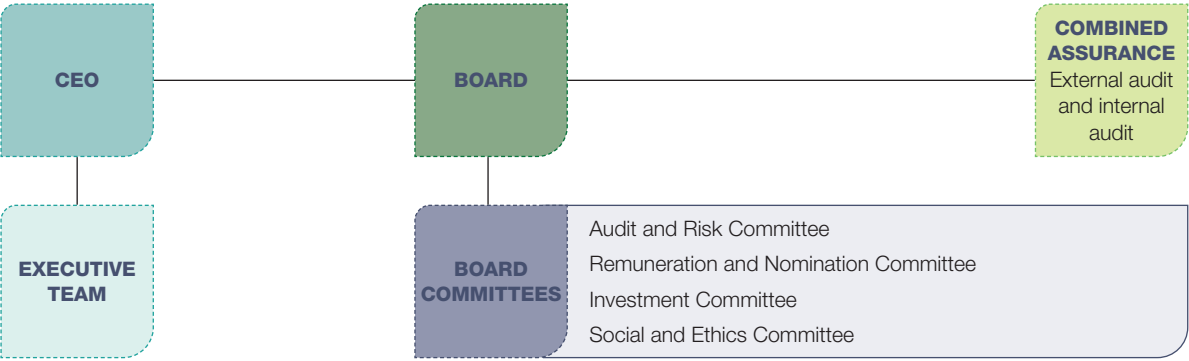 CEO
BOARD
COMBINED
ASSURANCE
External audit
and internal
audit
EXECUTIVE
TEAM
BOARD
COMMITTEES
Audit and Risk Committee
Remuneration and Nomination Committee
Investment Committee
Social and Ethics Committee